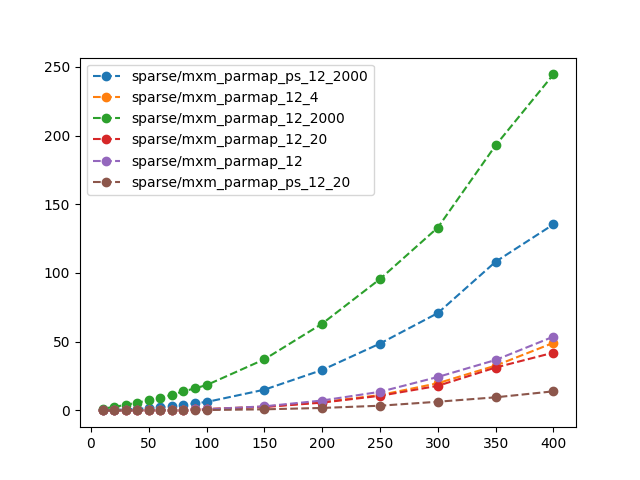 250
200
150
100
50
0
sparse/mxm_parmap_ps_12_2000
sparse/mxm_parmap_12_4
sparse/mxm_parmap_12_2000
sparse/mxm_parmap_12_20
sparse/mxm_parmap_12
sparse/mxm_parmap_ps_12_20
0 50 100 150 200 250 300 350 400